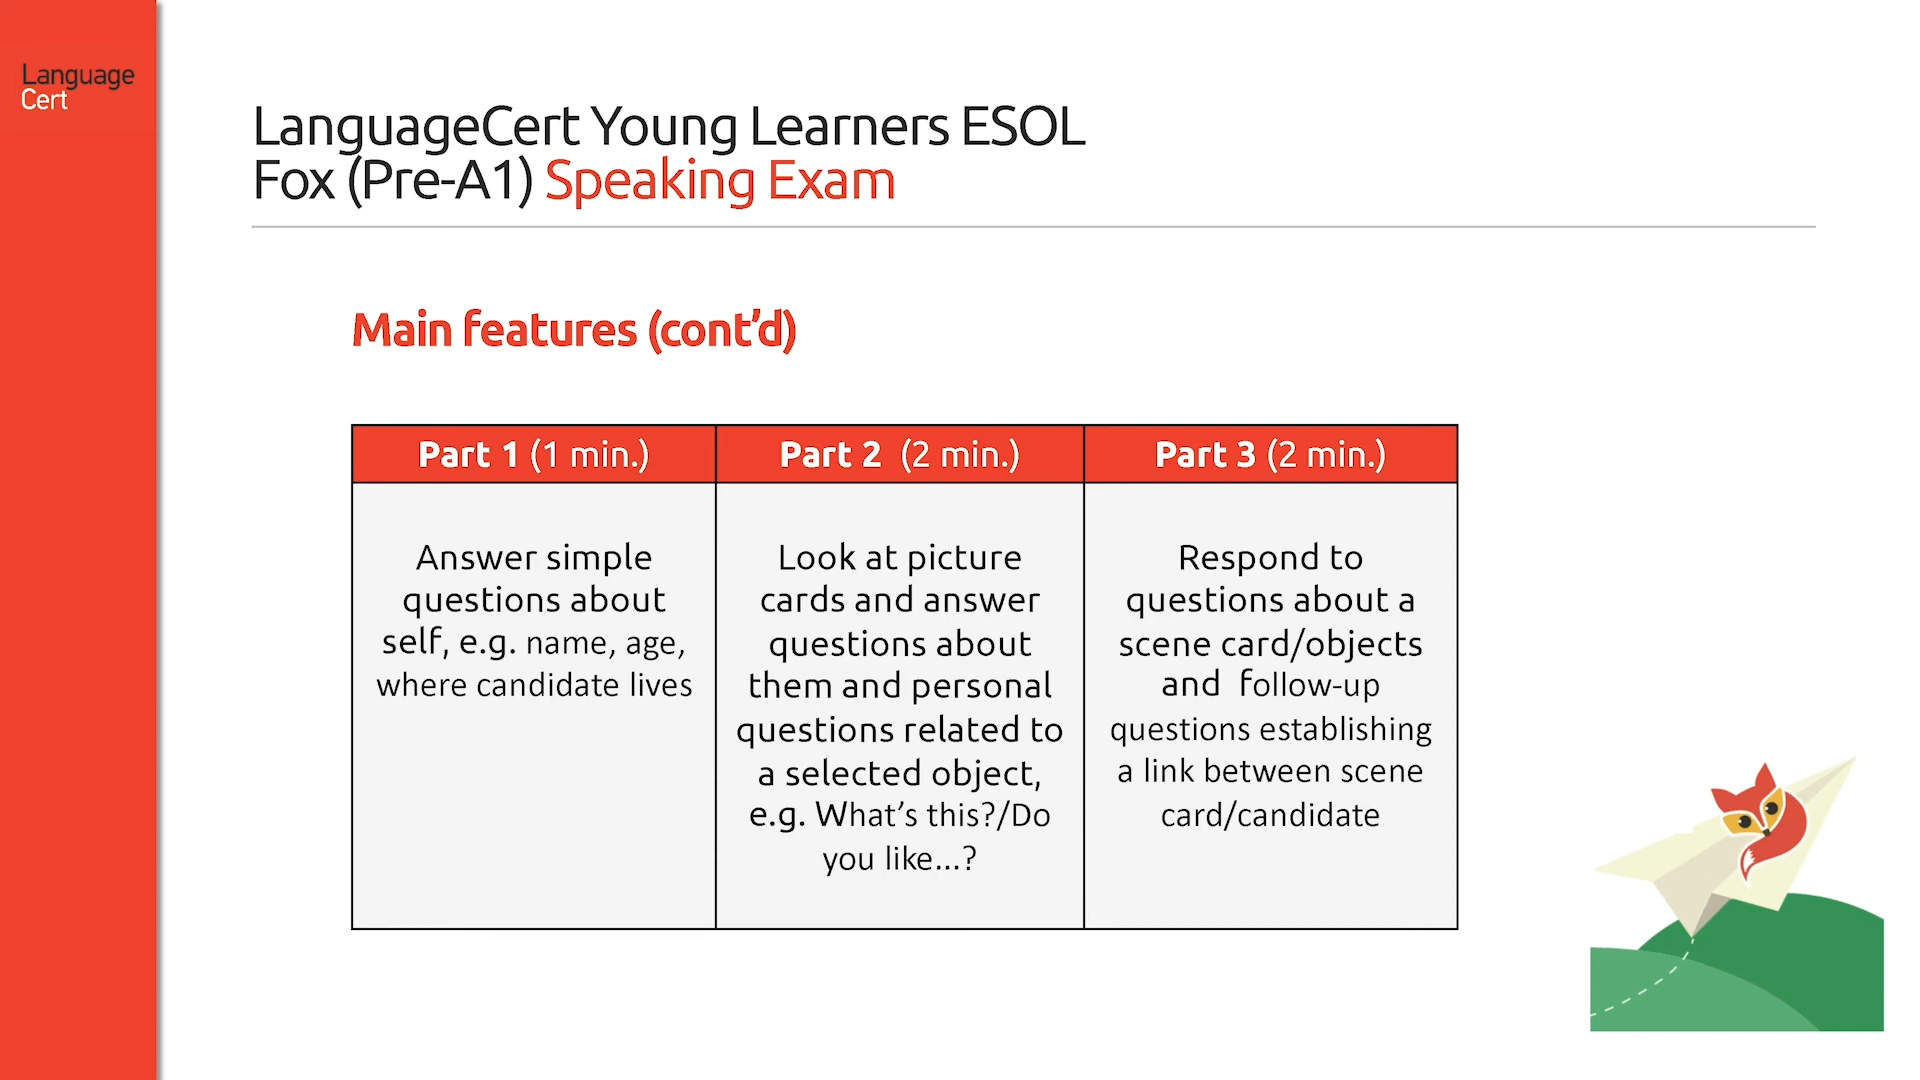 Language
Cert
LanguageCert Young Learners ESOL
Fox (Pre-A1) Speaking Exam
Main features (cont’d)
Part 1 (1 min.)
Answer simple
questions about
self, e.g. name, age,
where candidate lives
Part 2 (2 min.)
Look at picture
cards and answer
questions about
them and personal
questions related to
a selected object,
e.g. What’s this?/Do
you like...?
Part 3 (2 min.)
Respond to
questions about a
scene card/objects
and follow-up
questions establishing
a link between scene
card/candidate